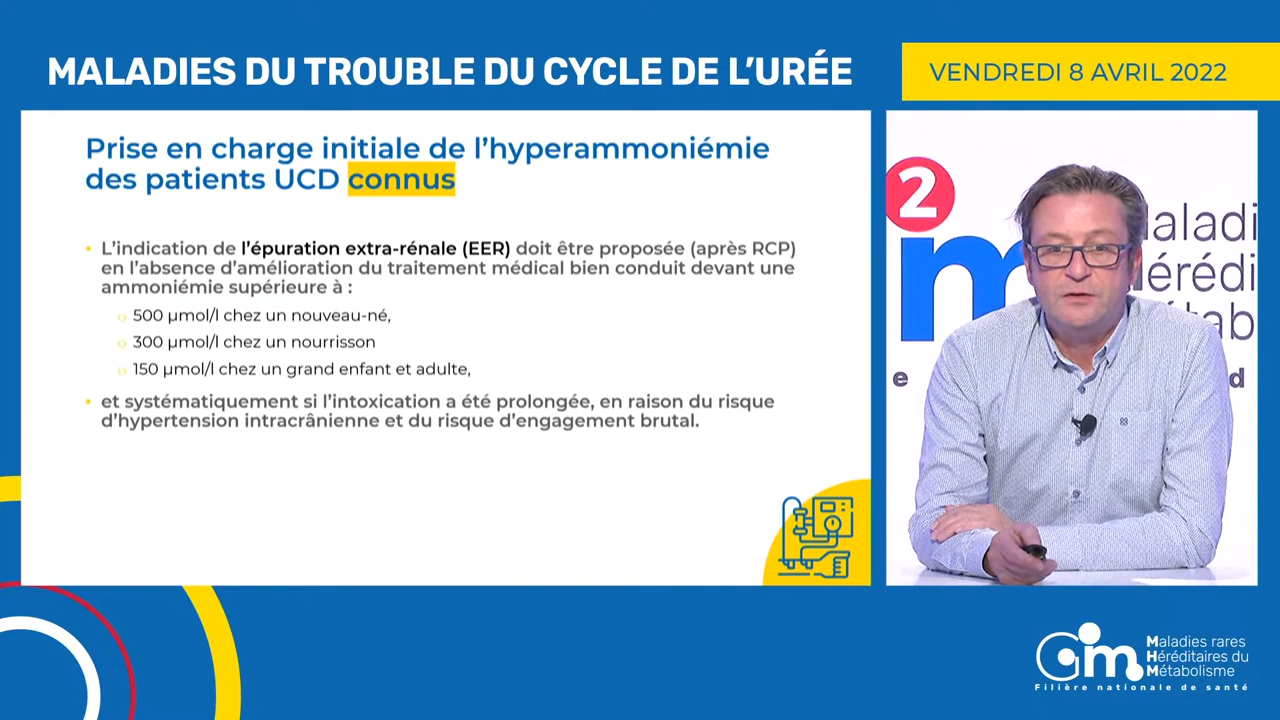 MALADIES DU TROUBLE DU CYCLE DE L'URÉE
VENDREDI 8 AVRIL 2022
Prise en charge initiale de l'hyperammoniémie
des patients UCD connus
• L'indication de l'épuration extra-rénale (EER) doit être proposée (après RCP)
en l'absence d'amélioration du traitement médical bien conduit devant une
ammoniémie supérieure à :
o 500 µmol/l chez un nouveau-né,
o 300 µmol/l chez un nourrisson
o 150 µmol/l chez un grand enfant et adulte,
• et systématiquement si l'intoxication a été prolongée, en raison du risque
d'hypertension intracrânienne et du risque d'engagement brutal.
2
m
aladi
érédi
tab
e
d
Maladies rares
Héréditaires du
Métabolisme
Filière nationale de santé